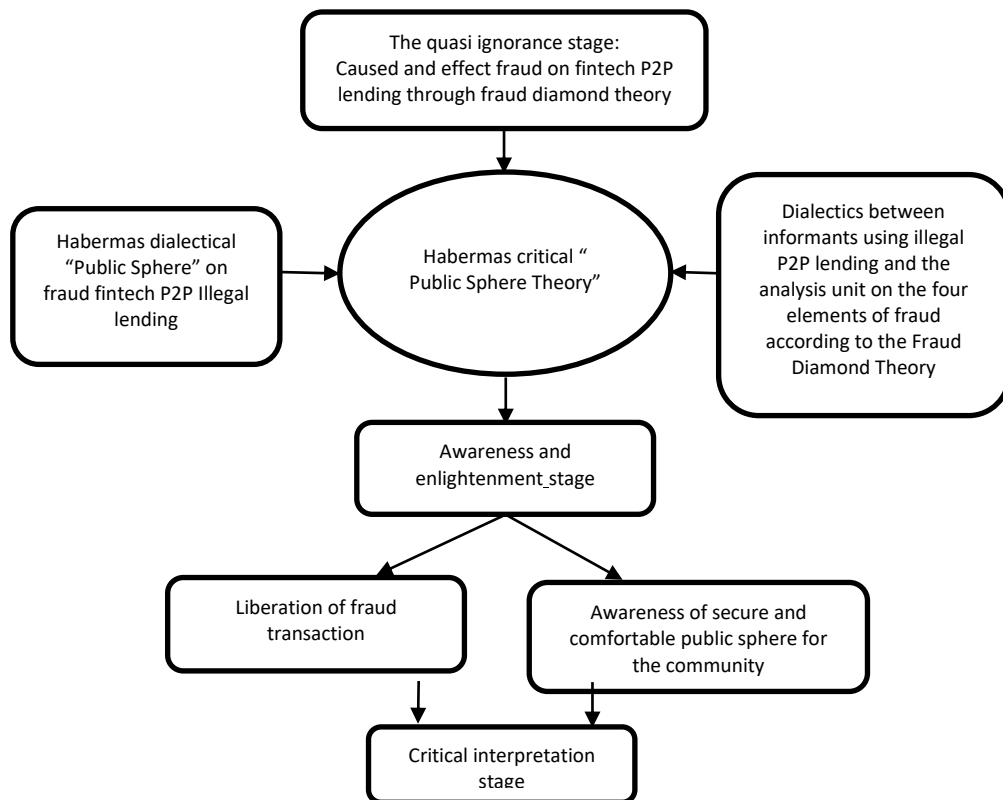 The quasi ignorance stage:
Caused and effect fraud on fintech P2P
lending through fraud diamond theory
Habermas dialectical
“Public Sphere” on
fraud fintech P2P Illegal
lending
Habermas critical “
Public Sphere Theory”
Dialectics between
informants using illegal
P2P lending and the
analysis unit on the four
elements of fraud
according to the Fraud
Diamond Theory
Awareness and
enlightenment stage
Liberation of fraud
transaction
Awareness of secure and
comfortable public sphere for
the community
Critical interpretation
stage